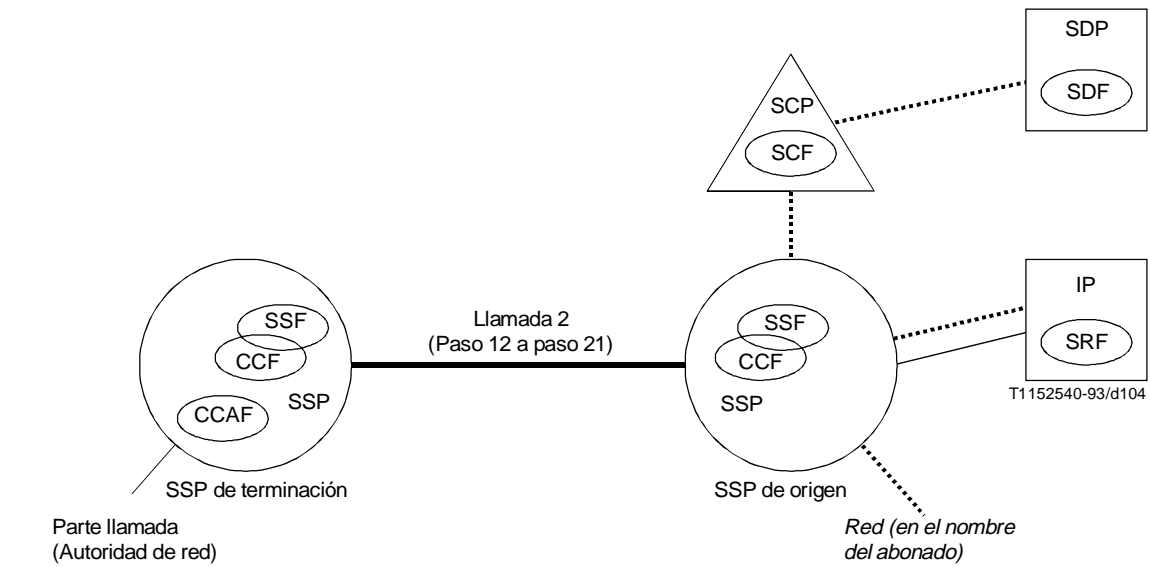 SDP
SDF
SCP
SCF
IP
SRF
T1152540-93/d104
Llamada 2
(Paso 12 a paso 21)
SSF
CCF
SSP
CCAF
SSF
CCF
SSP
SSP de terminación
SSP de origen
Parte llamada
(Autoridad de red)
Red (en el nombre
del abonado)